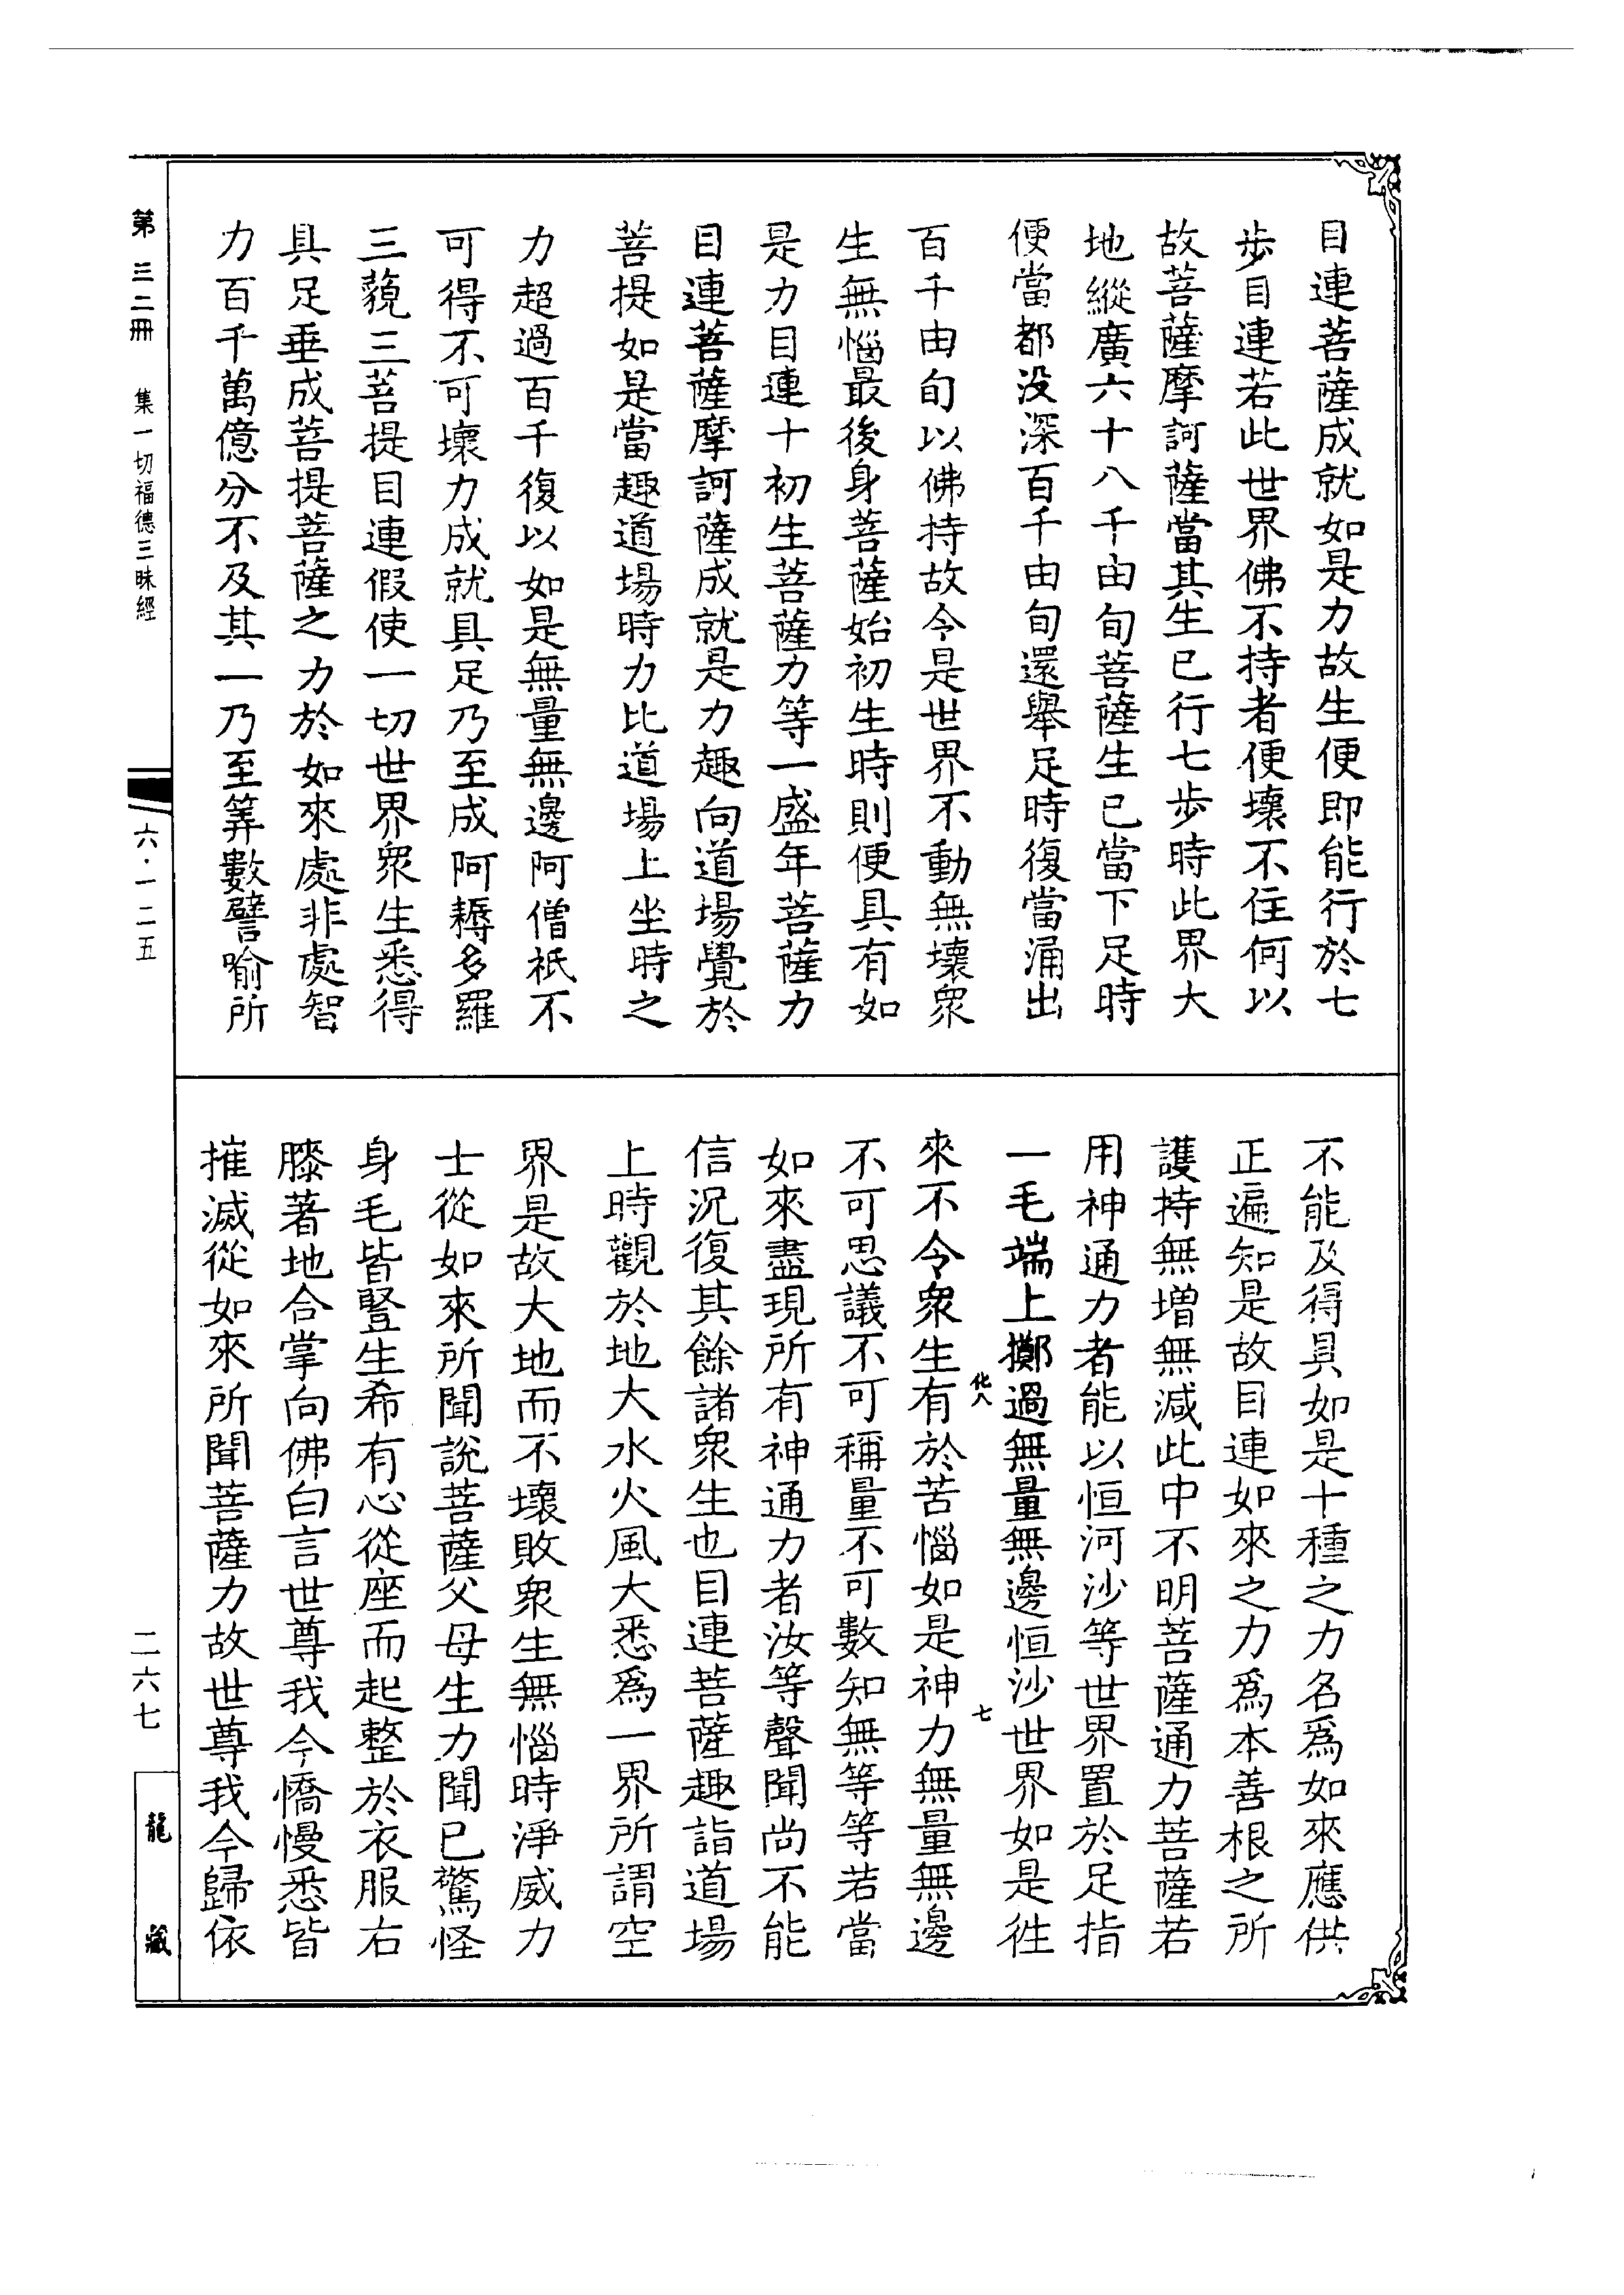 目連菩薩成就如是力故生便即能行於七
步目連若此世界佛不持者便壞不住何以
故菩薩摩訶薩當其生已行七步時此界大
地縱廣六十八千由旬菩薩生已當下足時
便當都没深百千由旬還舉足時復當涌出
百千由旬以佛持故令是世界不動無壞衆
生無惱最後身菩薩始初生時則便具有如
是力目連十初生菩薩力等一盛年菩薩力
目連菩薩摩訶薩成就是力趣向道場覺於
菩提如是當趣道場時力比道場上坐時之
力超過百千復以如是無量無邊阿僧祇不
可得不可壞力成就具足乃至成阿耨多羅
三藐三菩提目連假使一切世界衆生悉得
具足垂成菩提菩薩之力於如來處非處智
力百千萬億分不及其一乃至筭數譬喻所
不能及得具如是十種之力名爲如來應供
正遍知是故目連如來之力爲本善根之所
護持無增無減此中不明菩薩通力菩薩若
用神通力者能以恒河沙等世界置於足指
一毛端上擲過無量無邊恒沙世界如是徃
來不令衆生有於苦惱如是神力無量無邊
不可思議不可稱量不可數知無等等若當
如來盡現所有神通力者汝等聲聞尚不能
信況復其餘諸衆生也目連菩薩趣詣道場
上時觀於地大水火風大悉爲一界所謂空
界是故大地而不壞敗衆生無惱時淨威力
士從如來所聞說菩薩父母生力聞已驚怪
身毛皆豎生希有心從座而起整於衣服右
膝著地合掌向佛白言世尊我今憍慢悉皆
摧滅從如來所聞菩薩力故世尊我今歸依
化八
七
第三二冊 集一切福德三昧經
六·一二五
二六七
龍藏